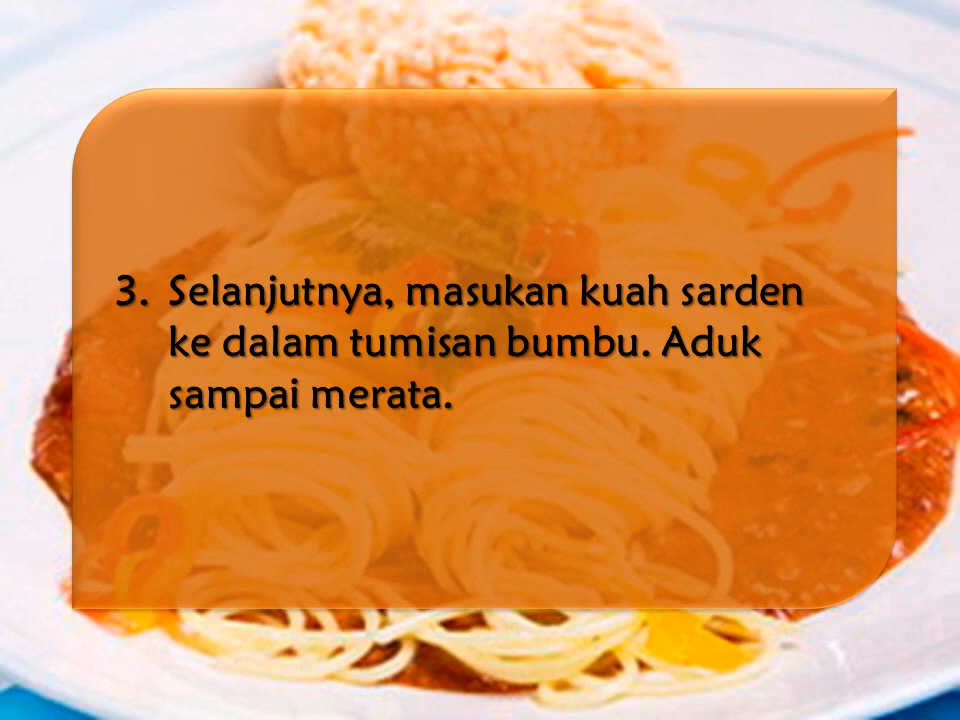 3. Selanjutnya, masukan kuah sarden
ke dalam tumisan bumbu. Aduk
sampai merata.